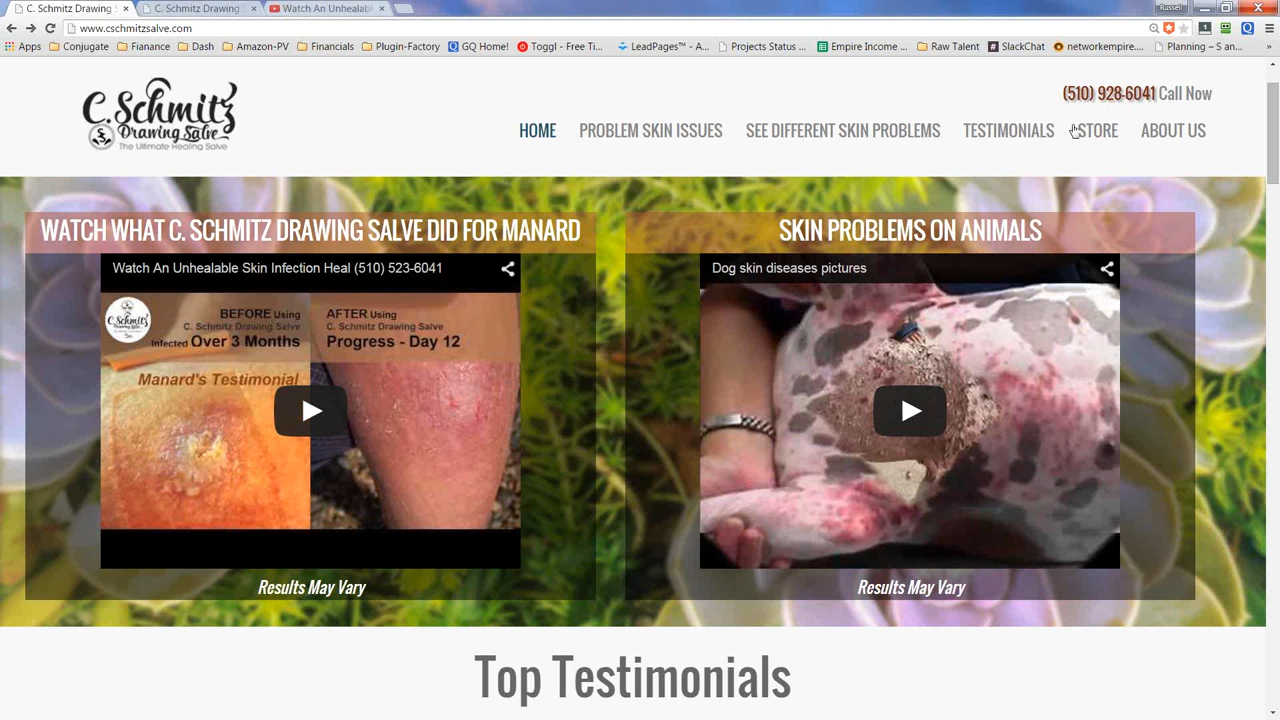 C. Schmitz Drawing S
C. Schmitz Drawing
Watch An Unhealabl
Russell
www.cschmitzsalve.com
Apps
Conjugate
Fianance
Dash
Amazon-PV
Financials
Plugin-Factory
GQ Home!
Toggl - Free Ti...
LeadPages™ - A...
Projects Status ...
Empire Income ...
Raw Talent
SlackChat
networkempire....
Planning – S an...
»
C.Schmitz
Drawing Salve
The Ultimate Healing Salve
(510) 928-6041 Call Now
HOME
PROBLEM SKIN ISSUES
SEE DIFFERENT SKIN PROBLEMS
TESTIMONIALS
STORE
ABOUT US
WATCH WHAT C. SCHMITZ DRAWING SALVE DID FOR MANARD
Watch An Unhealable Skin Infection Heal (510) 523-6041
C.Schmitz
Drawing Salve
BEFORE Using
C. Schmitz Drawing Salve
Infected Over 3 Months
AFTER Using
C. Schmitz Drawing Salve
Progress - Day 12
Manard's Testimonial
Results May Vary
SKIN PROBLEMS ON ANIMALS
Dog skin diseases pictures
Results May Vary
Top Testimonials